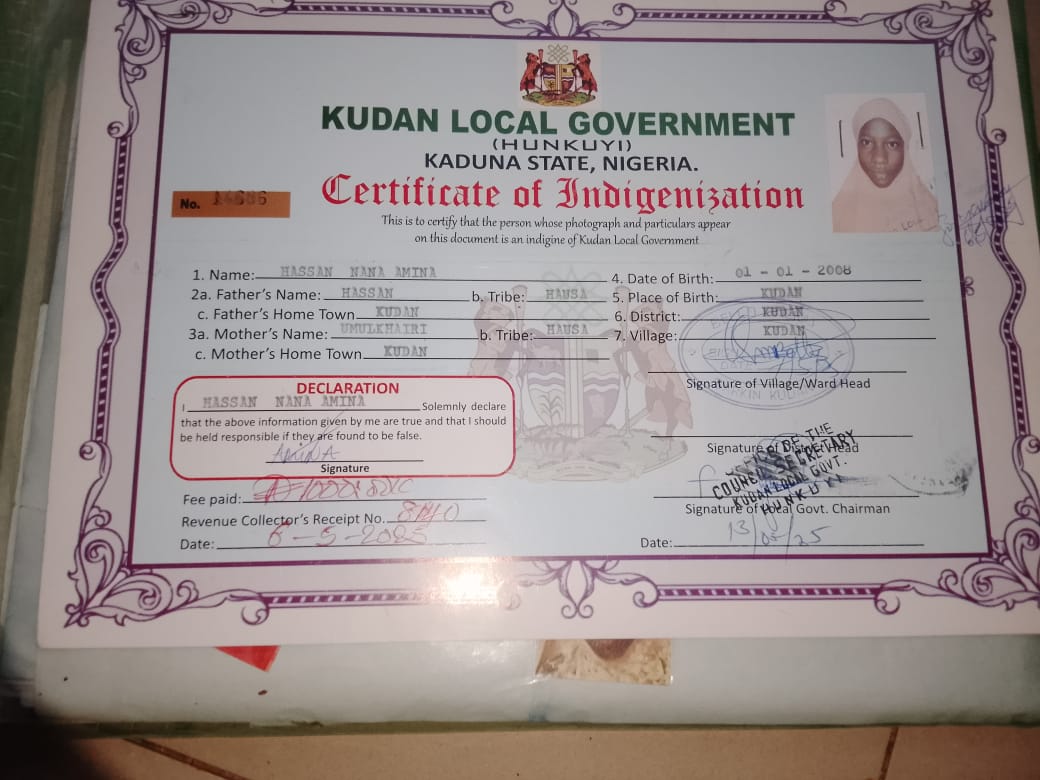 KUDAN LOCAL GOVERNMENT
(HUNKUYI)
KADUNA STATE, NIGERIA.
No.
Certificate of Indigenization
This is to certify that the person whose photograph and particulars appear
on this document is an indigine of Kudan Local Government
1. Name: HASSAN NANA AMINA
2a. Father's Name: HASSAN b. Tribe: HAUSA
c. Father's Home Town KUDAN
3a. Mother's Name: UMULKHAIRI b. Tribe: HAUSA
c. Mother's Home Town KUDAN
4. Date of Birth: 01 - 01 - 2008
5. Place of Birth: KUDAN
6. District: KUDAN
7. Village: KUDAN
Signature of Village/Ward Head
DECLARATION
I HASSAN NANA AMINA Solemnly declare
that the above information given by me are true and that I should
be held responsible if they are found to be false.
AMINA
Signature
Fee paid:
Revenue Collector's Receipt No.
Date: 6-5-2025
Signature of District Head
COUNCIL SECRETARY
KUDAN LOCAL GOVT.
HUNKUYI
Signature of Local Govt. Chairman
Date: 13/05/25